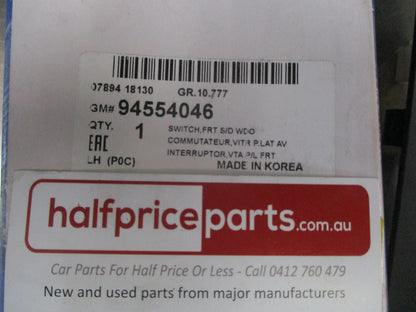 07894 18130 GR.10.777
GM# 94554046
QTY. 1 SWITCH,FRT S/D WDO
EAC COMMUTATEUR,VITR P.LAT AV
INTERRUPTOR,VTA P/L FRT
LH (P0C) MADE IN KOREA
halfpriceparts.com.au
Car Parts For Half Price Or Less - Call 0412 760 479
New and used parts from major manufacturers